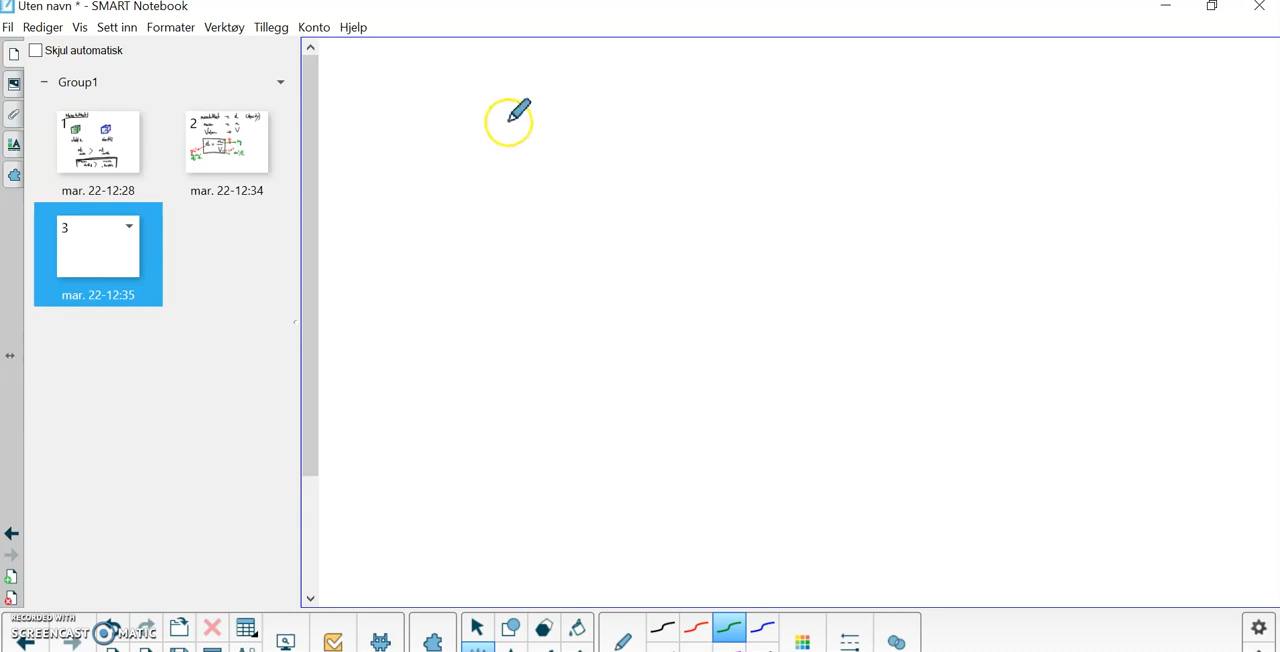 Uten navn * - SMART Notebook
Fil Rediger Vis Sett inn Formater Verktøy Tillegg Konto Hjelp
Skjul automatisk
Group1
1
2
mar. 22-12:28 mar. 22-12:34
3
mar. 22-12:35
RECORDED WITH
SCREENCAST MATIC